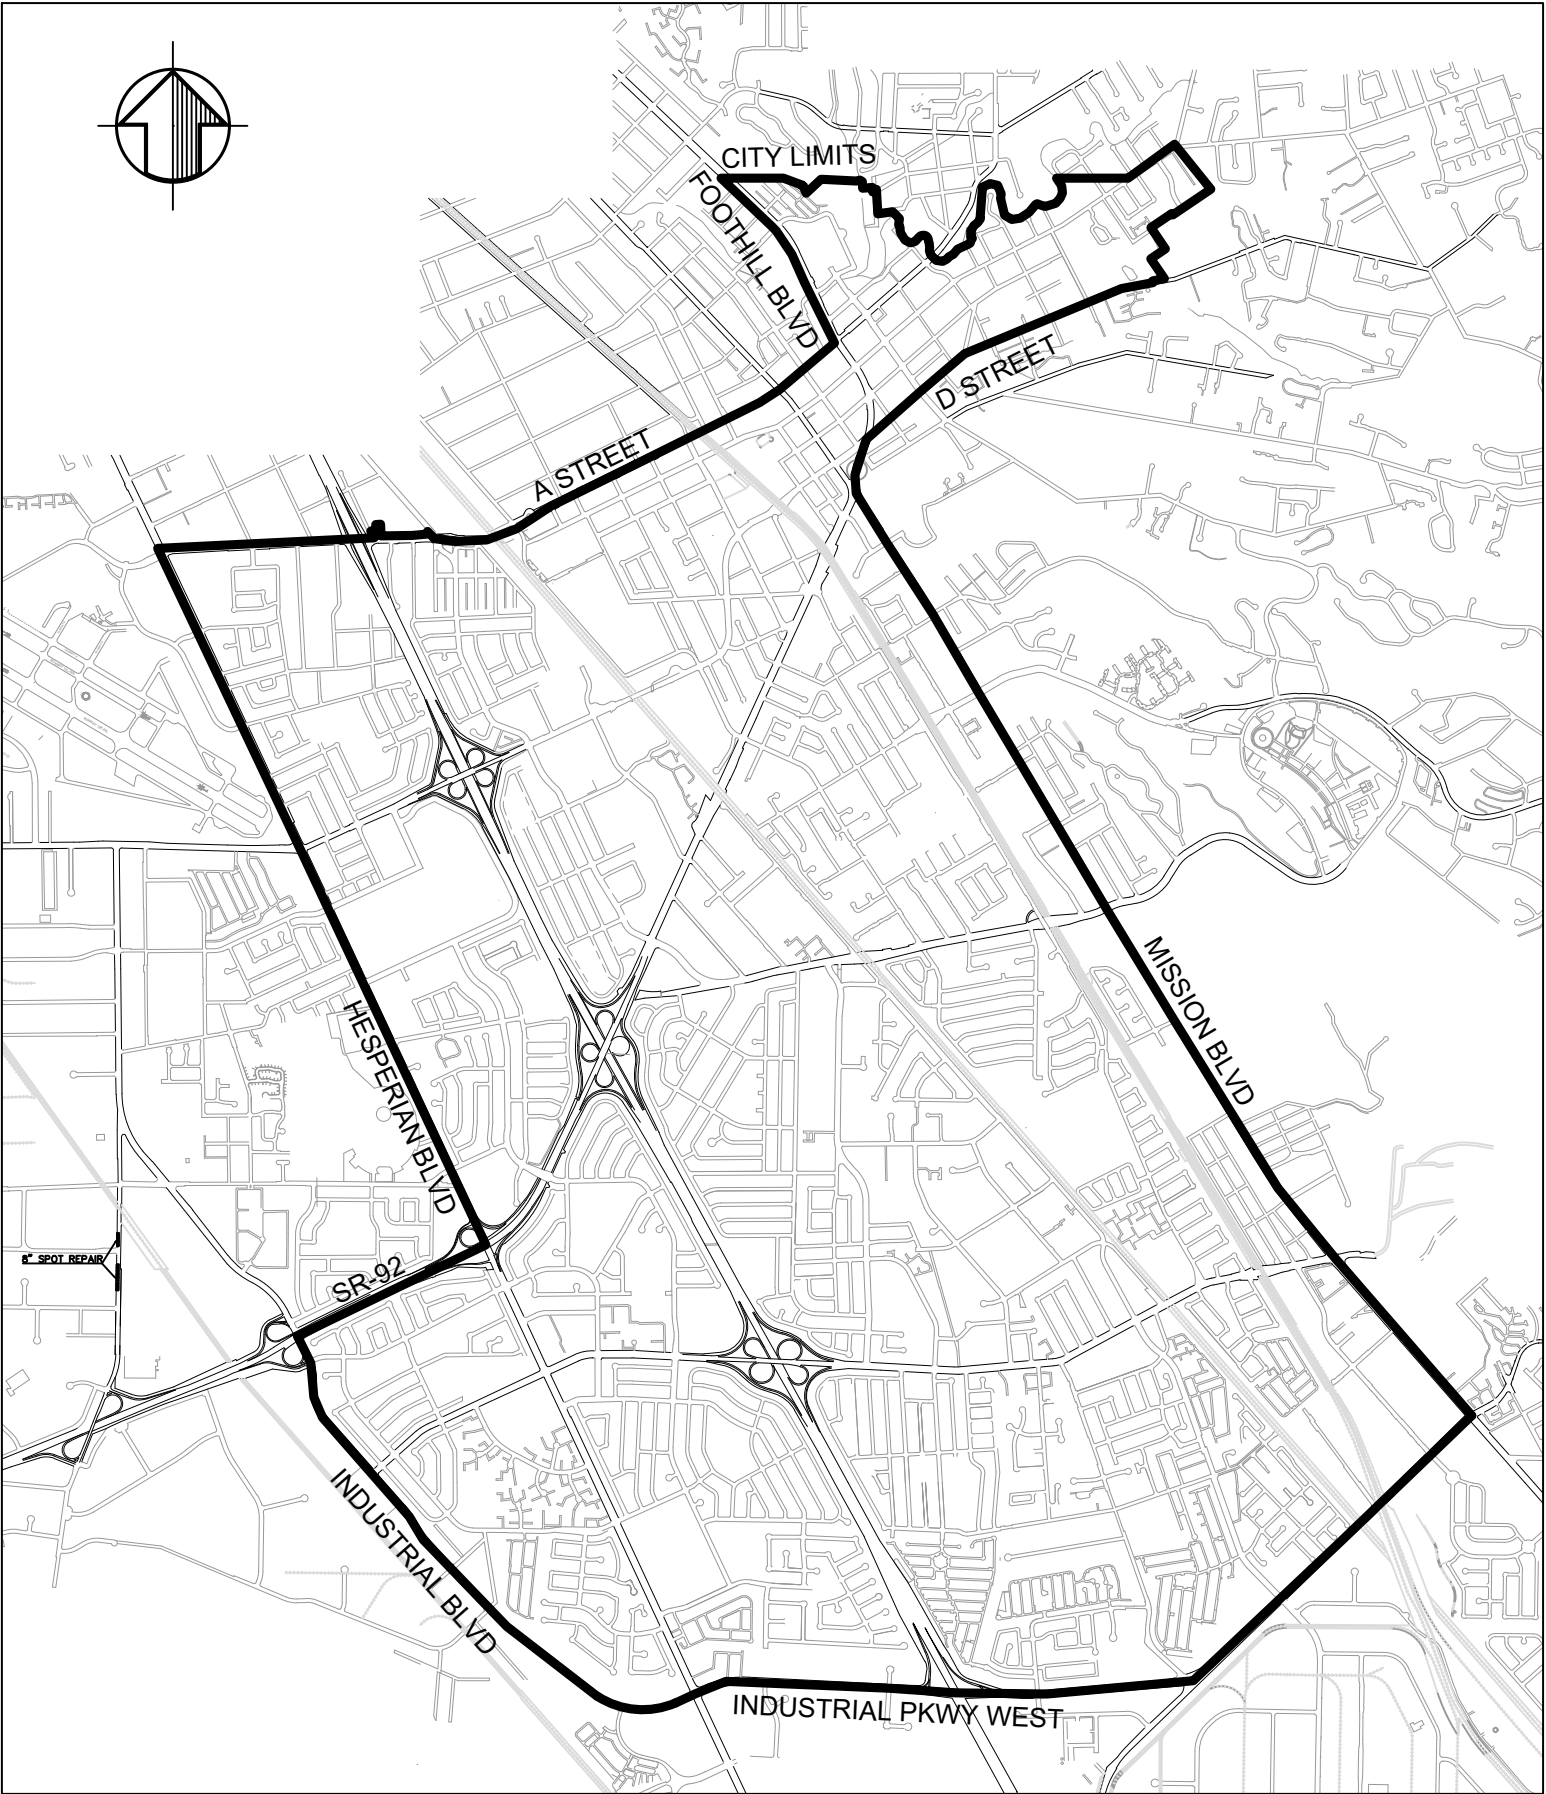 CITY LIMITS
FOOTHILL BLVD
D STREET
A STREET
MISSION BLVD
HESPERIAN BLVD
8" SPOT REPAIR
SR-92
INDUSTRIAL BLVD
INDUSTRIAL PKWY WEST